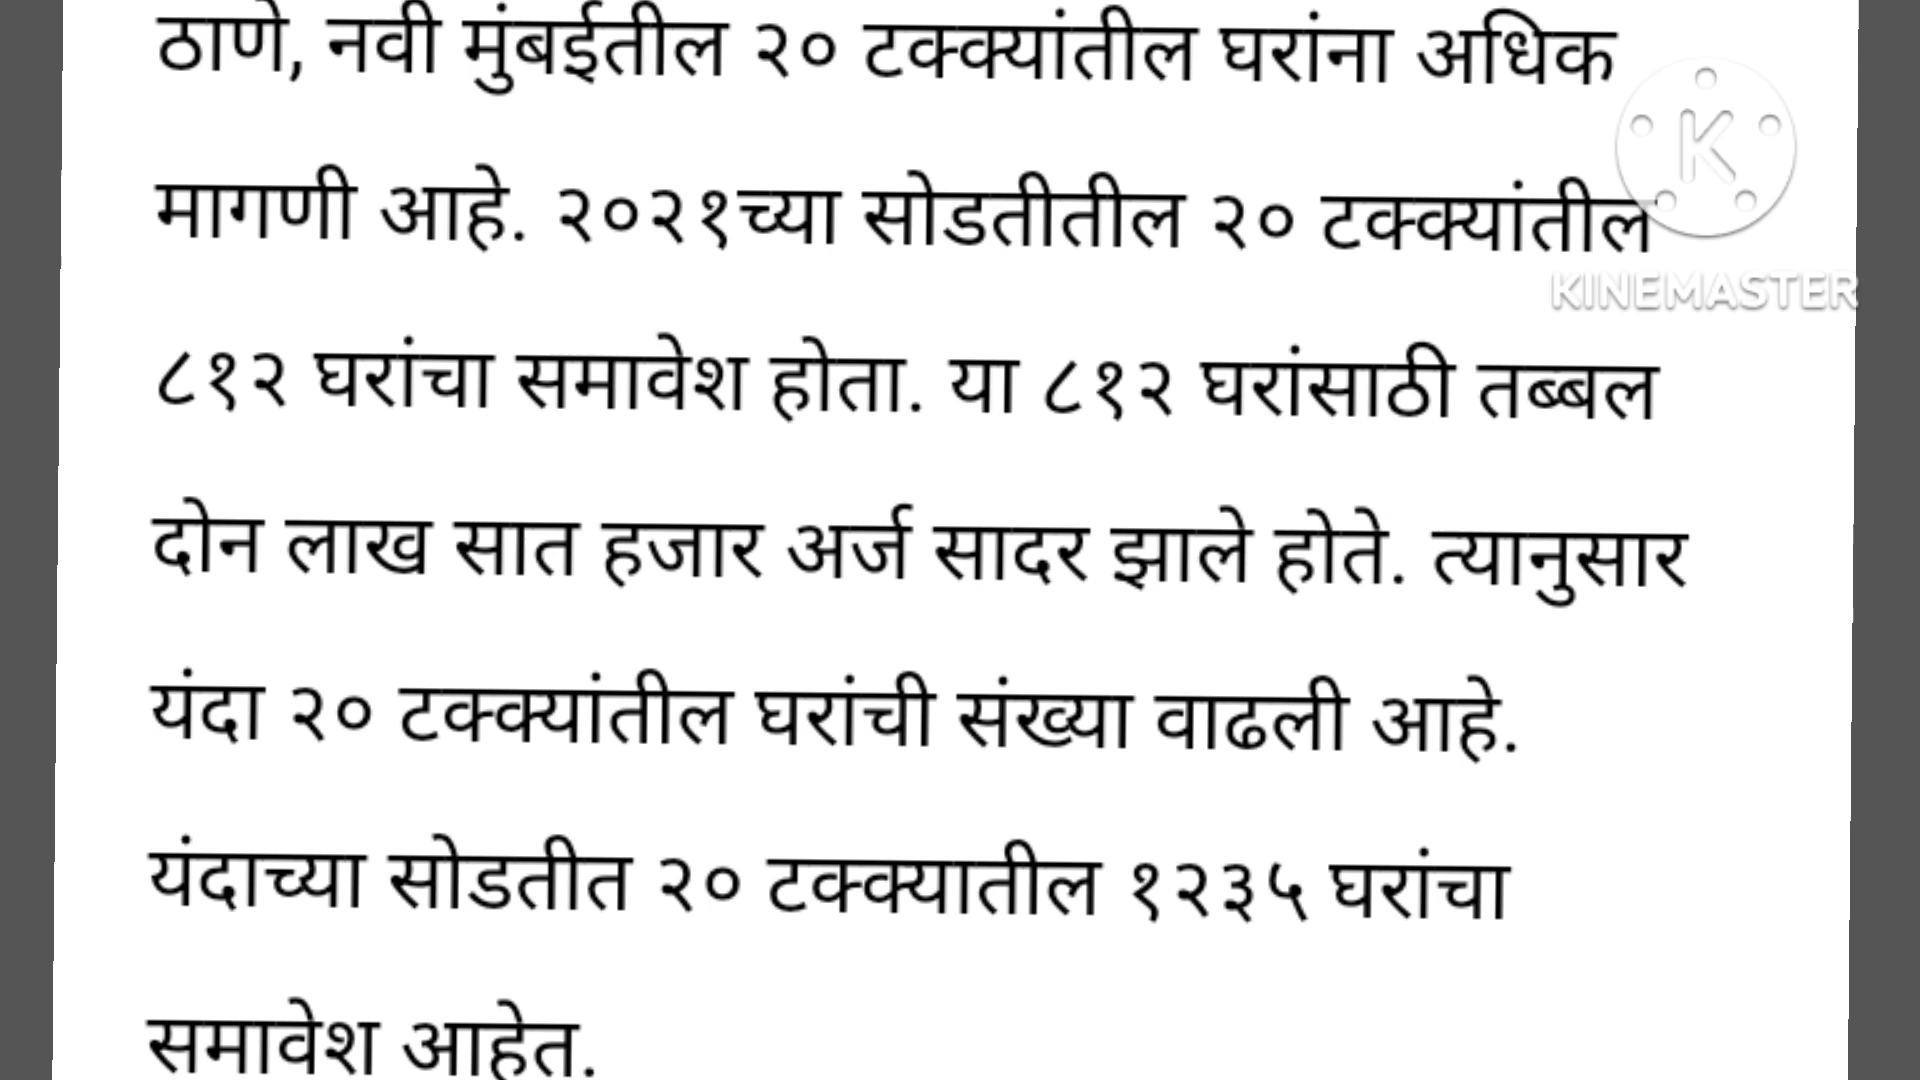 ठाणे, नवी मुंबईतील २० टक्क्यांतील घरांना अधिक
मागणी आहे. २०२१च्या सोडतीतील २० टक्क्यांतील
८१२ घरांचा समावेश होता. या ८१२ घरांसाठी तब्बल
दोन लाख सात हजार अर्ज सादर झाले होते. त्यानुसार
यंदा २० टक्क्यांतील घरांची संख्या वाढली आहे.
यंदाच्या सोडतीत २० टक्क्यातील १२३५ घरांचा
समावेश आहेत.
K
KINEMASTER